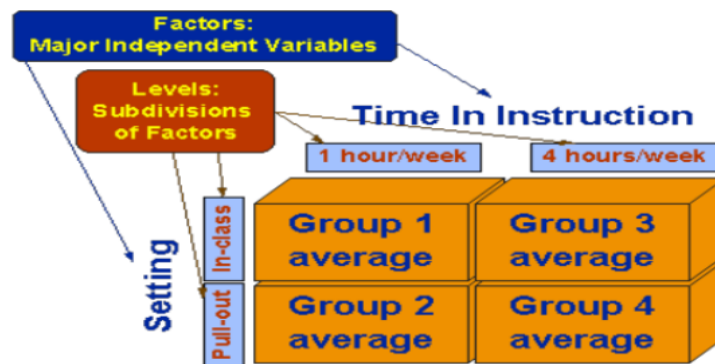 Factors:
Major Independent Variables
Levels:
Subdivisions
of Factors
Time In Instruction
1 hour/week
4 hours/week
Setting
In-class
Group 1
average
Group 3
average
Pull-out
Group 2
average
Group 4
average